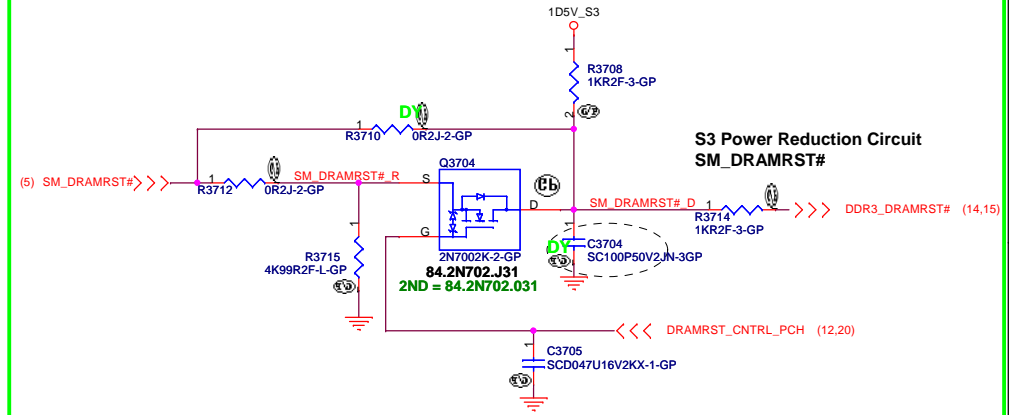 1D5V_S3
1
R3708
1KR2F-3-GP
2
DY
1
R3710
0R2J-2-GP
S3 Power Reduction Circuit
SM_DRAMRST#
Q3704
(5) SM_DRAMRST#
1
R3712
0R2J-2-GP
SM_DRAMRST#_R
S
D
SM_DRAMRST#_D
1
R3714
1KR2F-3-GP
DDR3_DRAMRST# (14,15)
G
1
R3715
4K99R2F-L-GP
2N7002K-2-GP
84.2N702.J31
2ND = 84.2N702.031
1
DY
C3704
SC100P50V2JN-3GP
DRAMRST_CNTRL_PCH (12,20)
1
C3705
SCD047U16V2KX-1-GP